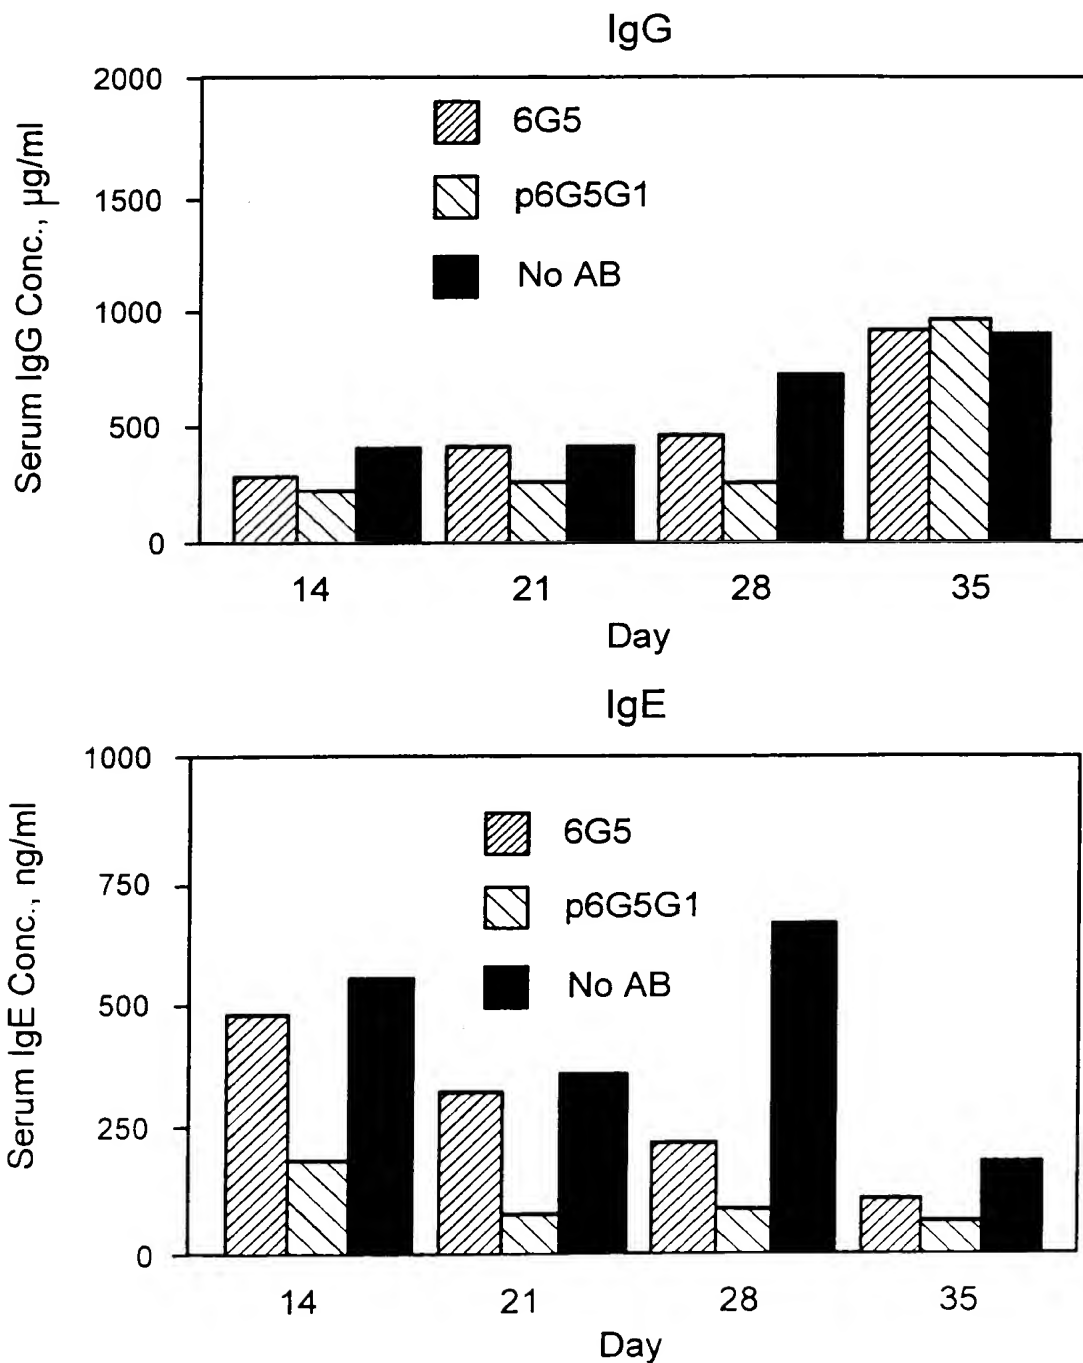 IgG
Serum IgG Conc., µg/ml
2000
1500
1000
500
0
6G5
p6G5G1
No AB
14 21 28 35
Day
IgE
Serum IgE Conc., ng/ml
1000
750
500
250
0
6G5
p6G5G1
No AB
14 21 28 35
Day